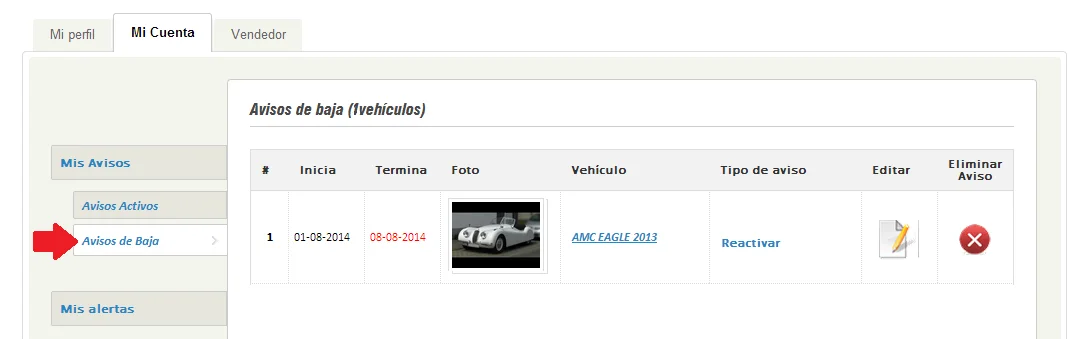 Mi perfil
Mi Cuenta
Vendedor
Avisos de baja (1vehículos)
Mis Avisos
Avisos Activos
Avisos de Baja
Mis alertas
# Inicia Termina Foto Vehículo Tipo de aviso Editar Eliminar
Aviso
1 01-08-2014 08-08-2014 AMC EAGLE 2013 Reactivar